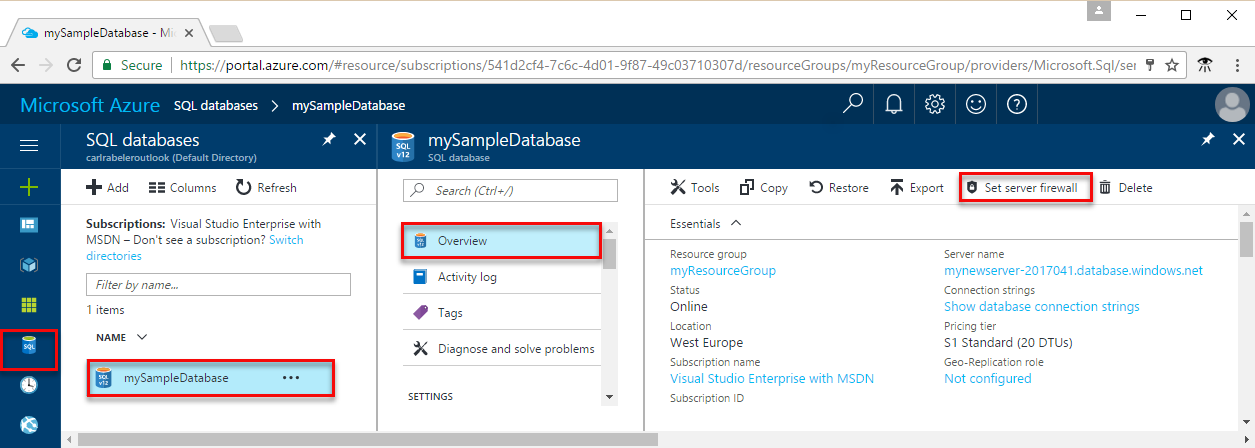 mySampleDatabase - Mi
Secure https://portal.azure.com/#resource/subscriptions/541d2cf4-7c6c-4d01-9f87-49c03710307d/resourceGroups/myResourceGroup/providers/Microsoft.Sql/ser
Microsoft Azure SQL databases > mySampleDatabase
SQL databases
carlrabeleroutlook (Default Directory)
Add Columns Refresh
Subscriptions: Visual Studio Enterprise with
MSDN – Don't see a subscription? Switch
directories
Filter by name...
1 items
NAME
SQL
SQL v12 mySampleDatabase ...
SQL
v12
mySampleDatabase
SQL database
Search (Ctrl+/)
Overview
Activity log
Tags
Diagnose and solve problems
SETTINGS
Tools Copy Restore Export Set server firewall Delete
Essentials
Resource group
myResourceGroup
Status
Online
Location
West Europe
Subscription name
Visual Studio Enterprise with MSDN
Subscription ID
Server name
mynewserver-2017041.database.windows.net
Connection strings
Show database connection strings
Pricing tier
S1 Standard (20 DTUs)
Geo-Replication role
Not configured